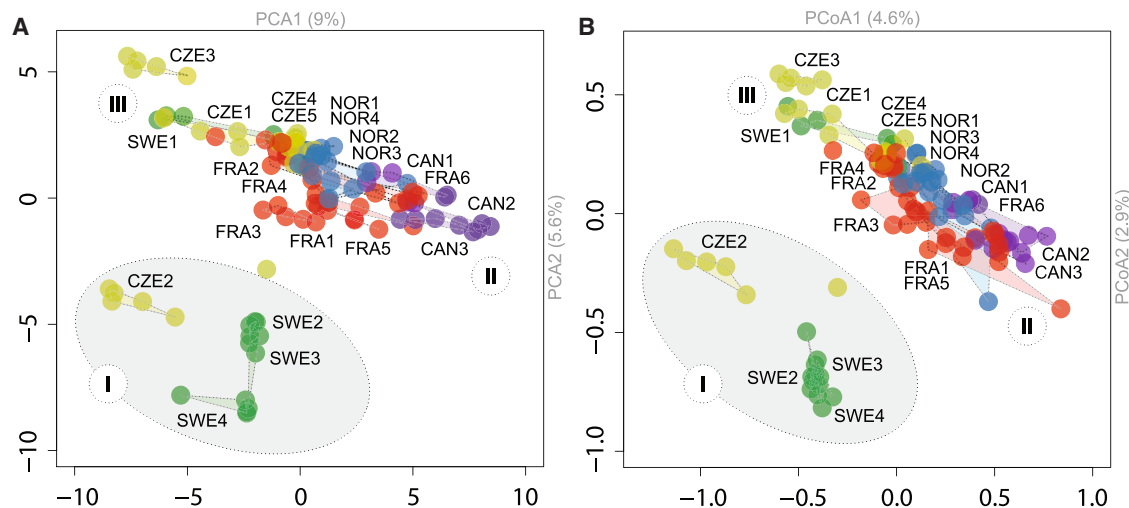 A
PCA1 (9%)
CZE3
III
CZE1
SWE1
CZE4
CZE5
NOR1
NOR4
NOR2
NOR3
CAN1
FRA6
FRA2
FRA4
CAN2
FRA3
FRA1
FRA5
CAN3
II
CZE2
SWE2
SWE3
I
SWE4
5
0
−5
−10
−10
−5
0
5
10
PCA2 (5.6%)
B
PCoA1 (4.6%)
CZE3
III
CZE1
SWE1
CZE4
CZE5
NOR1
NOR3
NOR4
FRA4
FRA2
NOR2
CAN1
FRA6
FRA3
CAN2
CAN3
FRA1
FRA5
II
CZE2
SWE3
SWE2
I
SWE4
0.5
0.0
−0.5
−1.0
−1.0
−0.5
0.0
0.5
1.0
PCoA2 (2.9%)